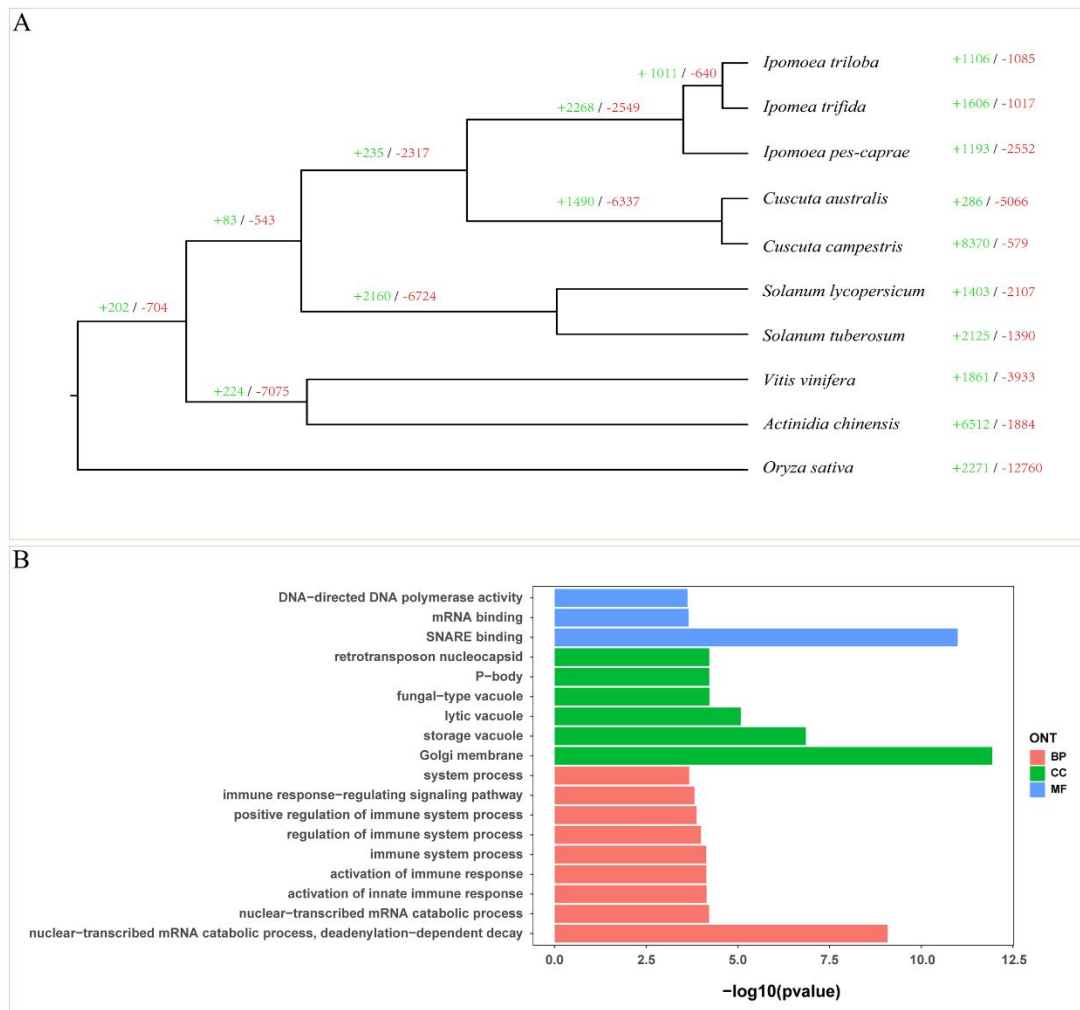 A
+ 1011 / -640
Ipomoea triloba +1106 / -1085
+2268 / -2549
Ipomea trifida +1606 / -1017
+235 / -2317
Ipomoea pes-caprae +1193 / -2552
+1490 / -6337
Cuscuta australis +286 / -5066
+83 / -543
Cuscuta campestris +8370 / -579
+2160 / -6724
Solanum lycopersicum +1403 / -2107
+202 / -704
Solanum tuberosum +2125 / -1390
+224 / -7075
Vitis vinifera +1861 / -3933
Actinidia chinensis +6512 / -1884
Oryza sativa +2271 / -12760
B
DNA−directed DNA polymerase activity
mRNA binding
SNARE binding
retrotransposon nucleocapsid
P−body
fungal−type vacuole
lytic vacuole
storage vacuole
Golgi membrane
system process
immune response−regulating signaling pathway
positive regulation of immune system process
regulation of immune system process
immune system process
activation of immune response
activation of innate immune response
nuclear−transcribed mRNA catabolic process
nuclear−transcribed mRNA catabolic process, deadenylation−dependent decay
0.0 2.5 5.0 7.5 10.0 12.5
−log10(pvalue)
ONT
BP
CC
MF